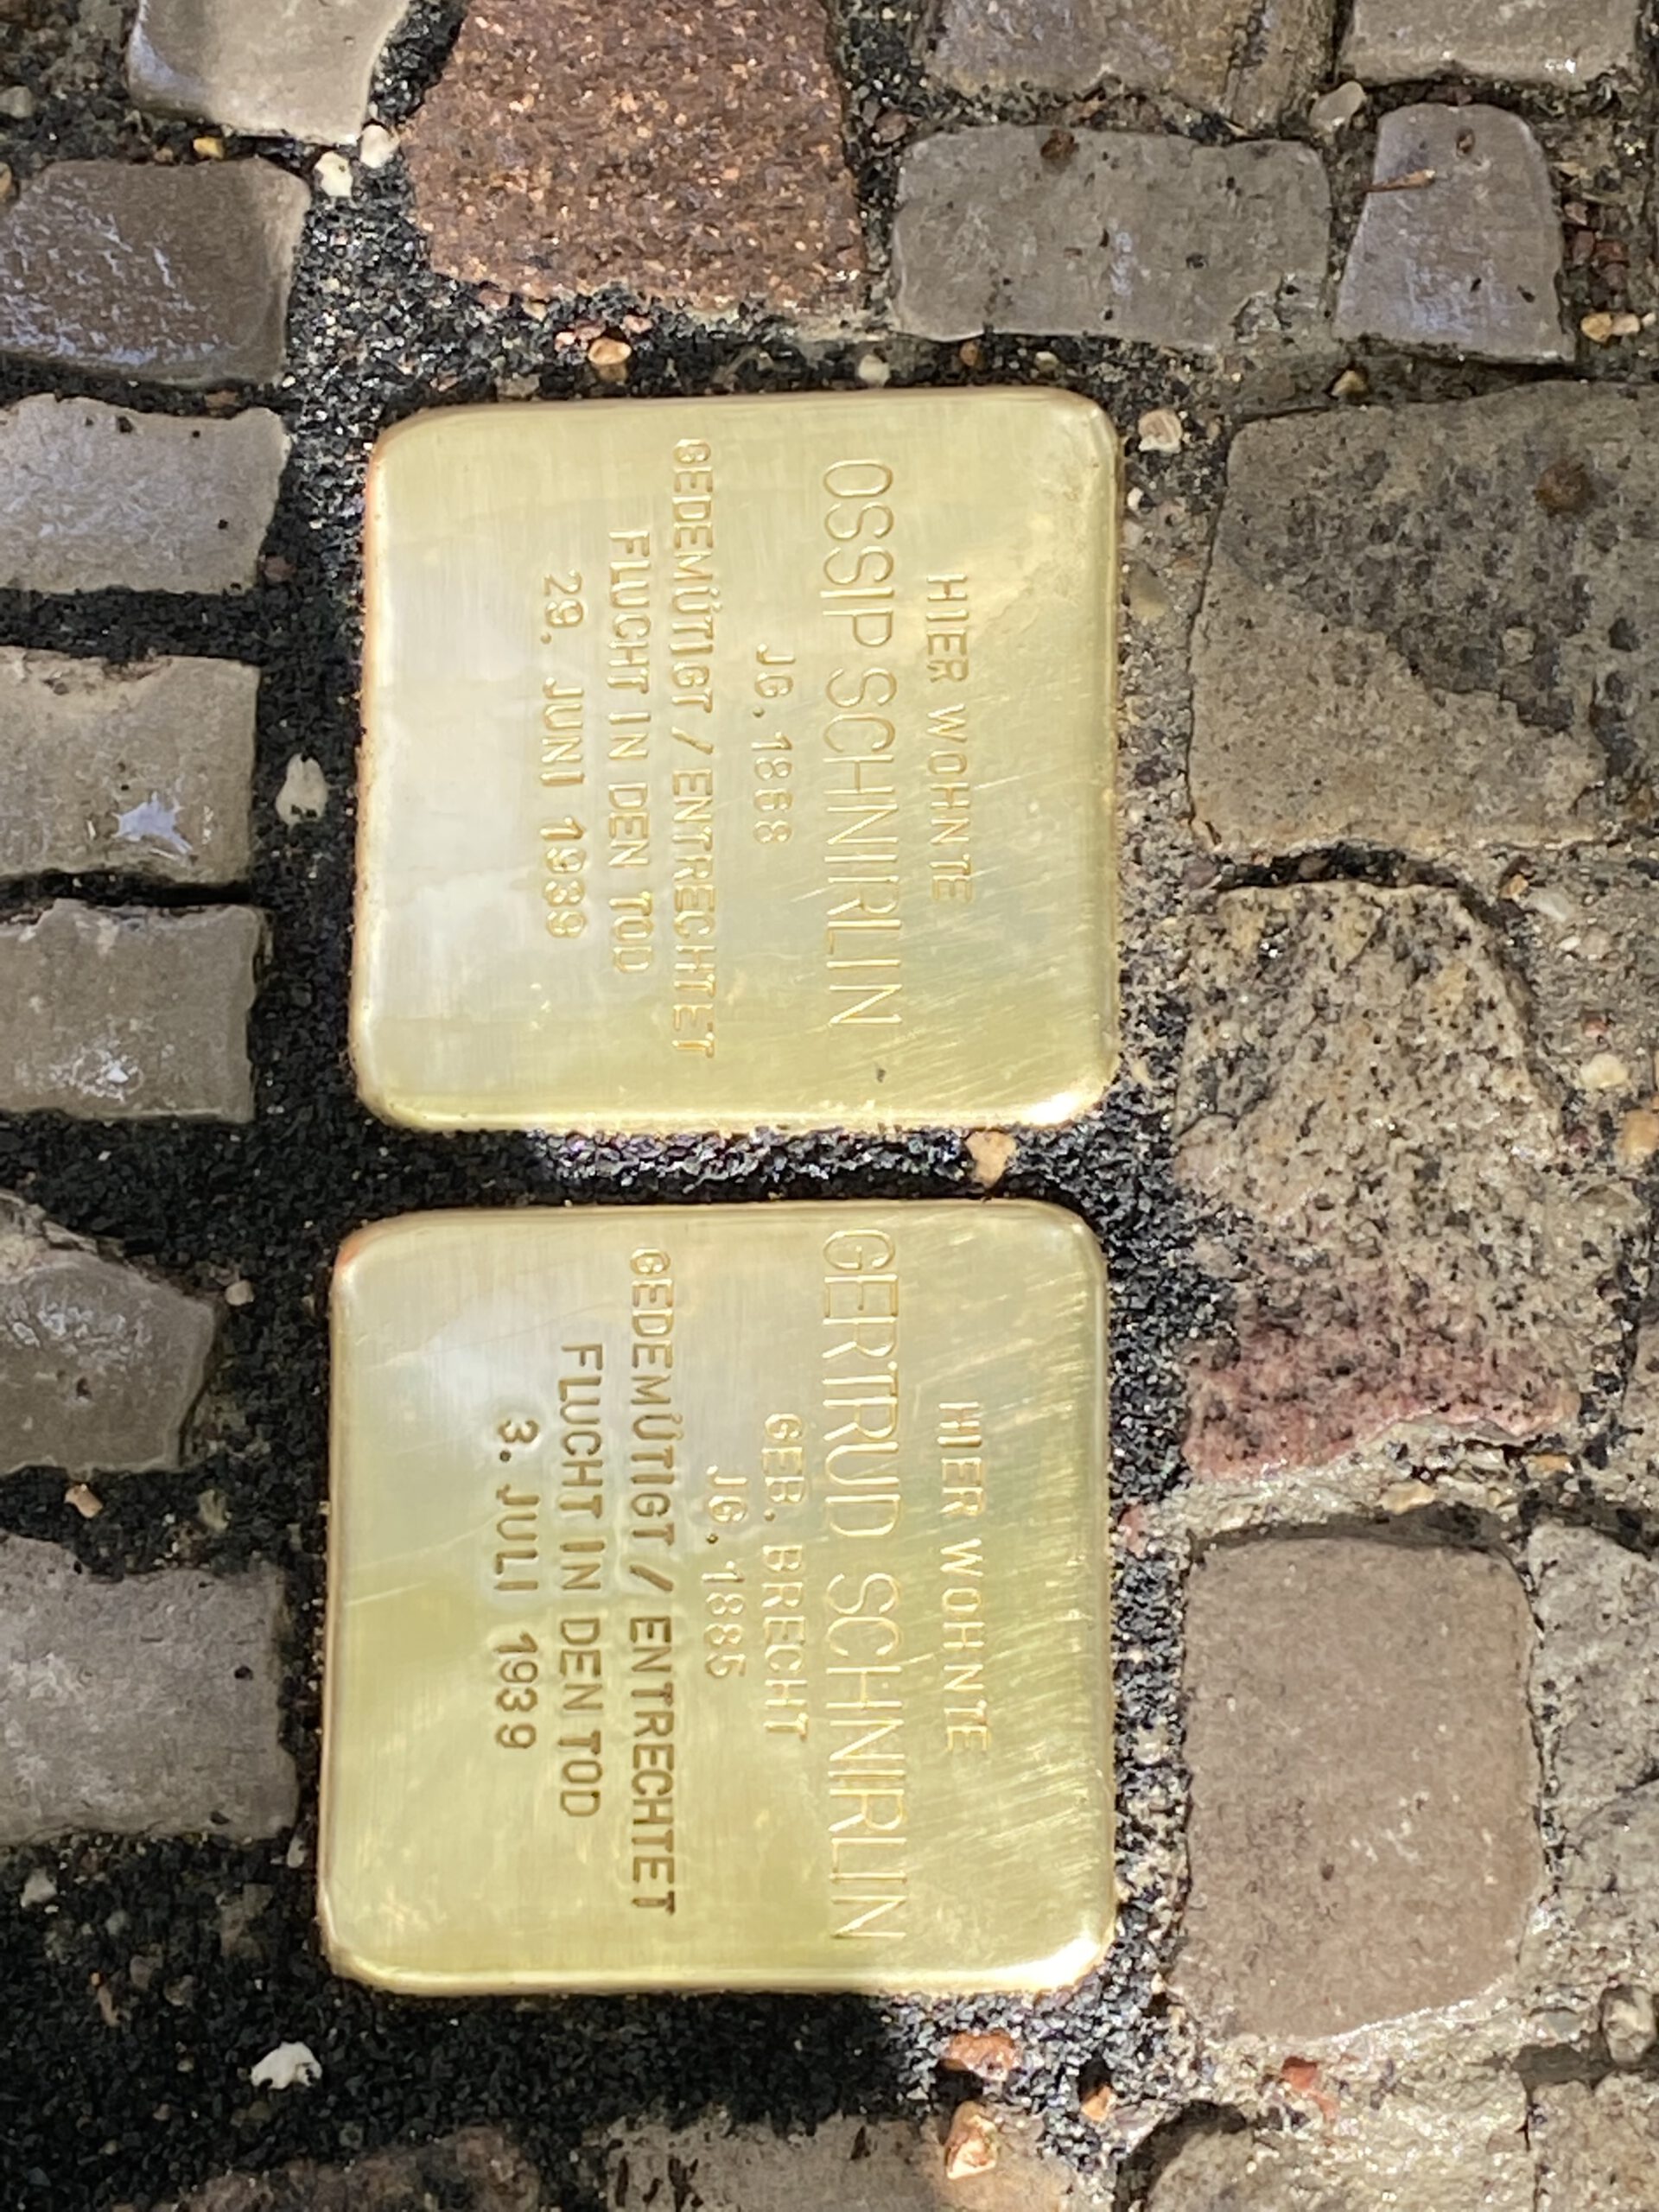 HIER WOHNTE
OSSIP SCHNIRLIN
JG. 1868
GEDEMÜTIGT / ENTRECHTET
FLUCHT IN DEN TOD
29. JUNI 1939
HIER WOHNTE
GERTRUD SCHNIRLIN
GEB. BRECHT
JG. 1885
GEDEMÜTIGT / ENTRECHTET
FLUCHT IN DEN TOD
3. JULI 1939